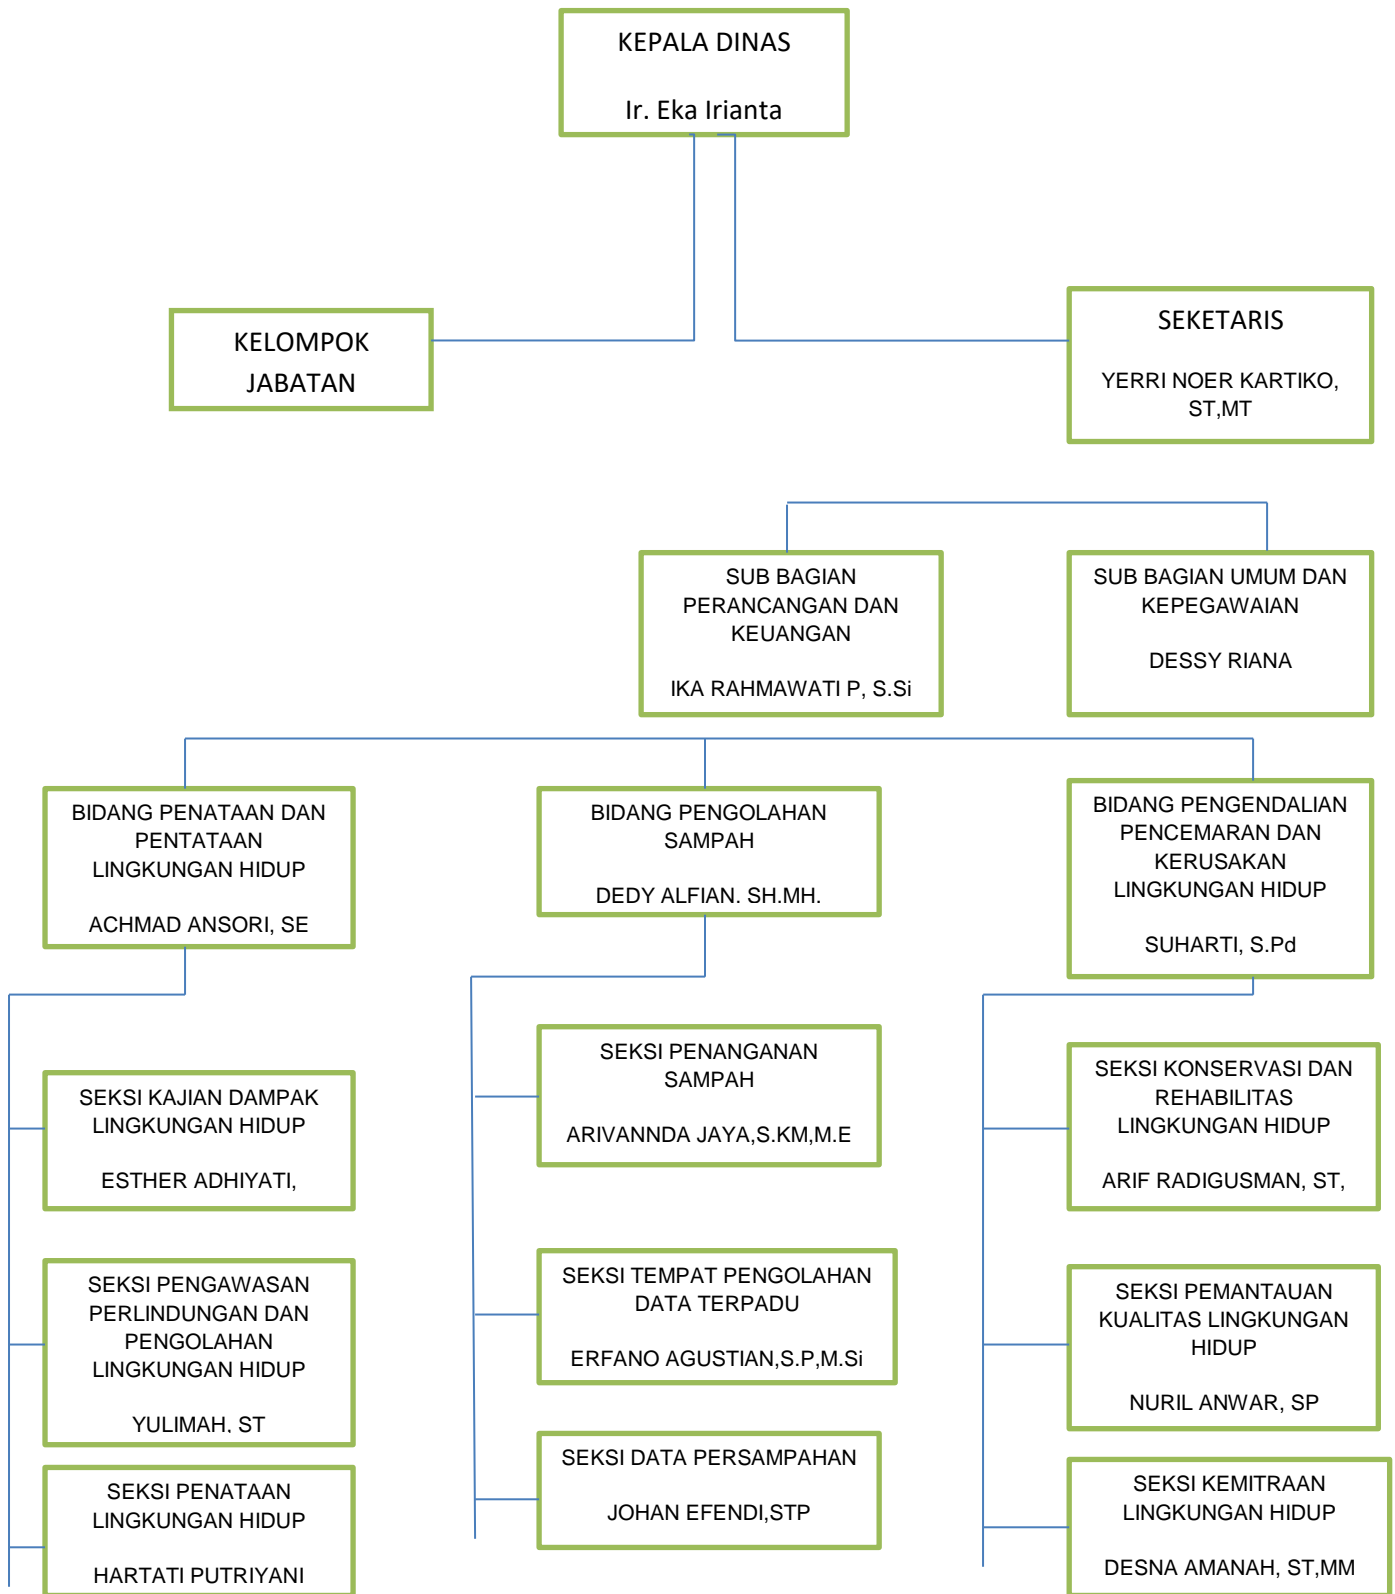 KEPALA DINAS
Ir. Eka Irianta
KELOMPOK
JABATAN
SEKETARIS
YERRI NOER KARTIKO,
ST,MT
SUB BAGIAN
PERANCANGAN DAN
KEUANGAN
IKA RAHMAWATI P, S.Si
SUB BAGIAN UMUM DAN
KEPEGAWAIAN
DESSY RIANA
BIDANG PENATAAN DAN
PENTATAAN
LINGKUNGAN HIDUP
ACHMAD ANSORI, SE
BIDANG PENGOLAHAN
SAMPAH
DEDY ALFIAN. SH.MH.
BIDANG PENGENDALIAN
PENCEMARAN DAN
KERUSAKAN
LINGKUNGAN HIDUP
SUHARTI, S.Pd
SEKSI KAJIAN DAMPAK
LINGKUNGAN HIDUP
ESTHER ADHIYATI,
SEKSI PENGAWASAN
PERLINDUNGAN DAN
PENGOLAHAN
LINGKUNGAN HIDUP
YULIMAH, ST
SEKSI PENATAAN
LINGKUNGAN HIDUP
HARTATI PUTRIYANI
SEKSI PENANGANAN
SAMPAH
ARIVANNDA JAYA,S.KM,M.E
SEKSI TEMPAT PENGOLAHAN
DATA TERPADU
ERFANO AGUSTIAN,S.P,M.Si
SEKSI DATA PERSAMPAHAN
JOHAN EFENDI,STP
SEKSI KONSERVASI DAN
REHABILITAS
LINGKUNGAN HIDUP
ARIF RADIGUSMAN, ST,
SEKSI PEMANTAUAN
KUALITAS LINGKUNGAN
HIDUP
NURIL ANWAR, SP
SEKSI KEMITRAAN
LINGKUNGAN HIDUP
DESNA AMANAH, ST,MM